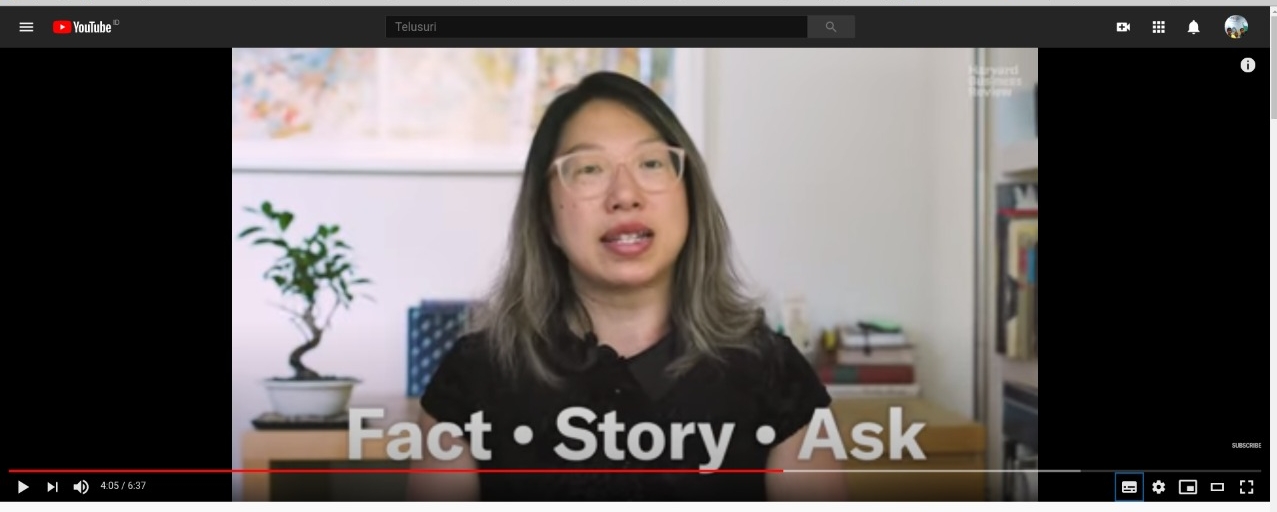 YouTube ID
Telusuri
Harvard
Business
Review
Fact • Story • Ask
SUBSCRIBE
4:05 / 6:37